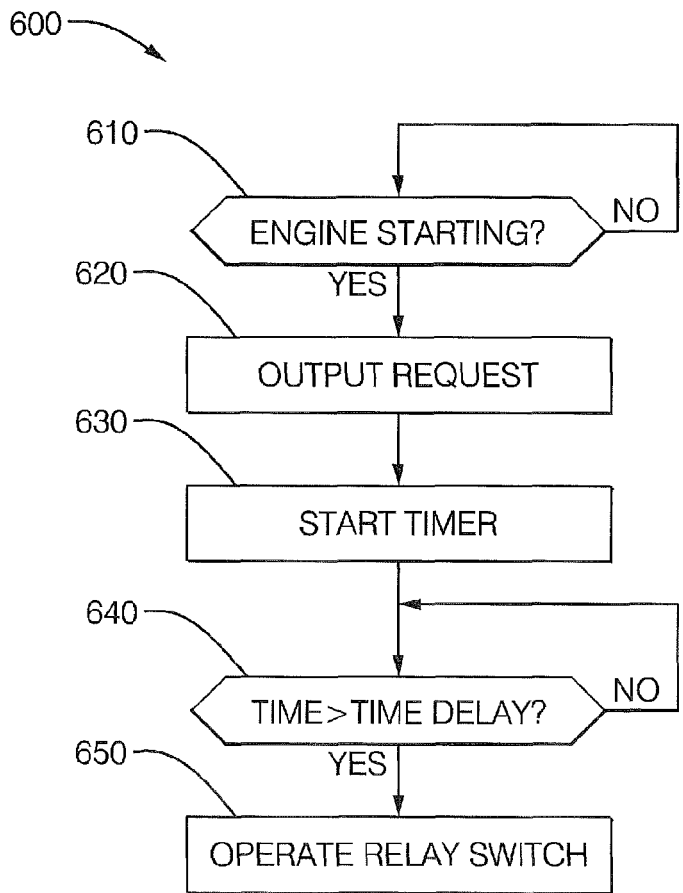 600
610
ENGINE STARTING?
NO
YES
620
OUTPUT REQUEST
630
START TIMER
640
TIME>TIME DELAY?
NO
YES
650
OPERATE RELAY SWITCH